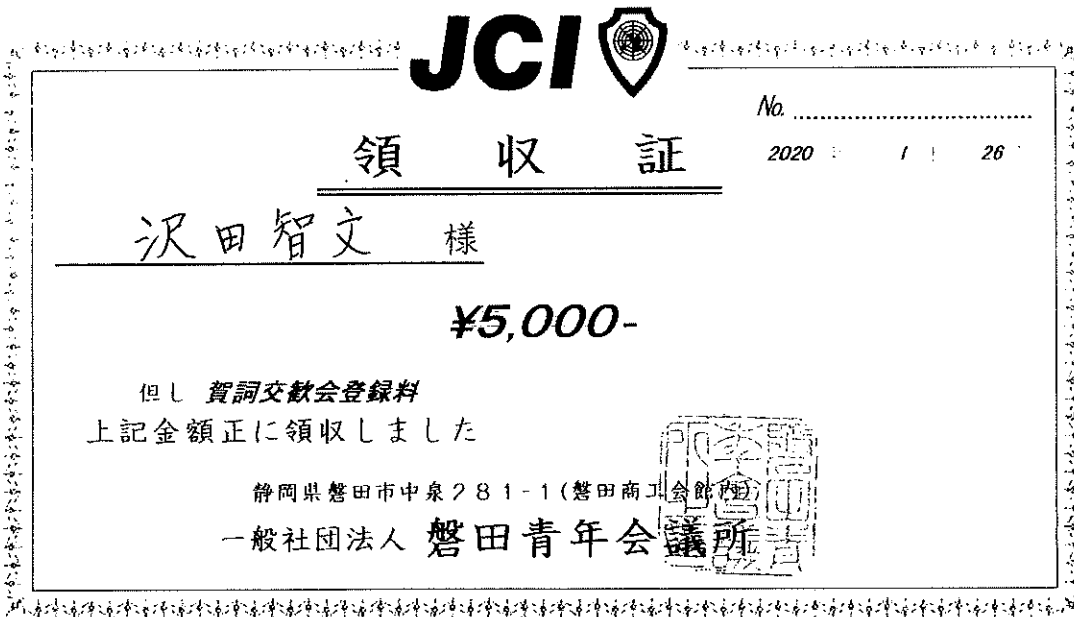 JCI
No.
領収証
2020 1 26
沢田智文 様
¥5,000-
但し 賀詞交歓会登録料
上記金額正に領収しました
静岡県磐田市中泉281-1(磐田商工会館内)
一般社団法人 磐田青年会議所